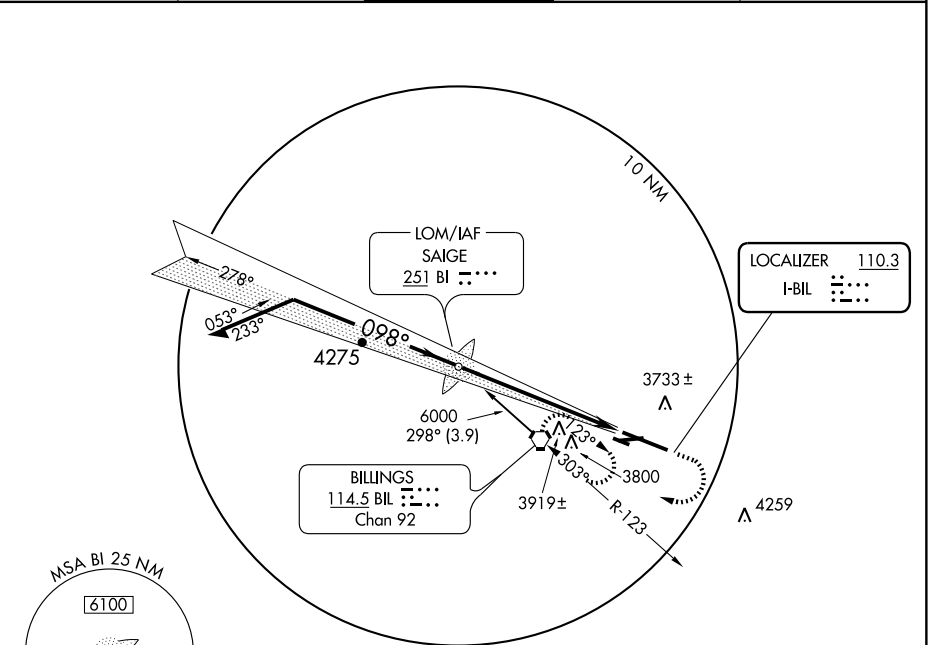 10 NM
LOM/IAF
SAIGE
251 BI
LOCALIZER 110.3
I-BIL
278°
053°
233°
098°
4275
3733 ±
6000
298° (3.9)
123°
303°
3800
3919 ±
R-123
4259
BILLINGS
114.5 BIL
Chan 92
MSA BI 25 NM
6100